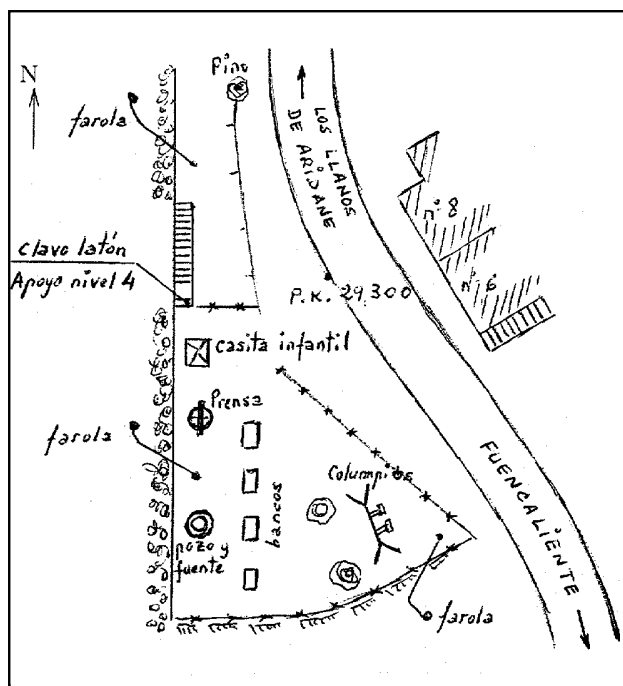 Pino
N
farola
LOS LLANOS
DE ARIDANE
nº 8
clavo latón
Apoyo nivel 4
nº 6
P.K. 29,300
casita infantil
Prensa
farola
Columpios
bancos
FUENCALIENTE
pozo y
fuente
farola